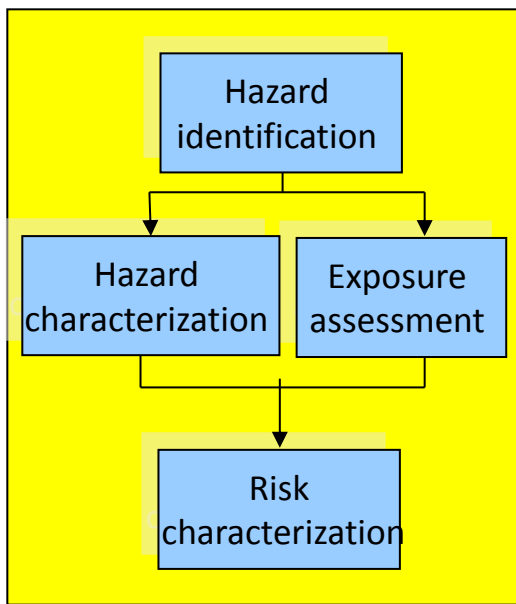 Hazard
identification
Hazard
characterization
Exposure
assessment
Risk
characterization